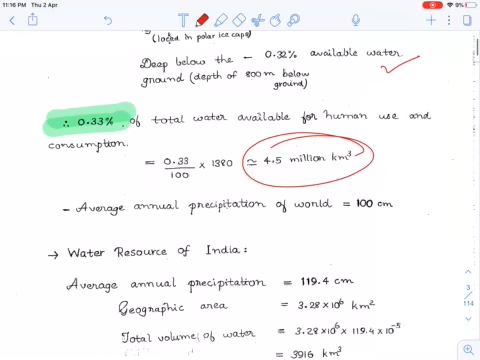 11:16 PM Thu 2 Apr
9%
(locked in polar ice caps)
Deep below the - 0.32% available water
ground (depth of 800 m below
ground)
∴ 0.33% of total water available for human use and
consumption.
= 0.33/100 x 1380 ≃ 4.5 million km³
- Average annual precipitation of world = 100 cm
→ Water Resource of India:
Average annual precipitation = 119.4 cm
Geographic area = 3.28x10⁶ km²
Total volume of water = 3.28x10⁶ x 119.4 x 10⁻⁵
= 3916 km³
3
114